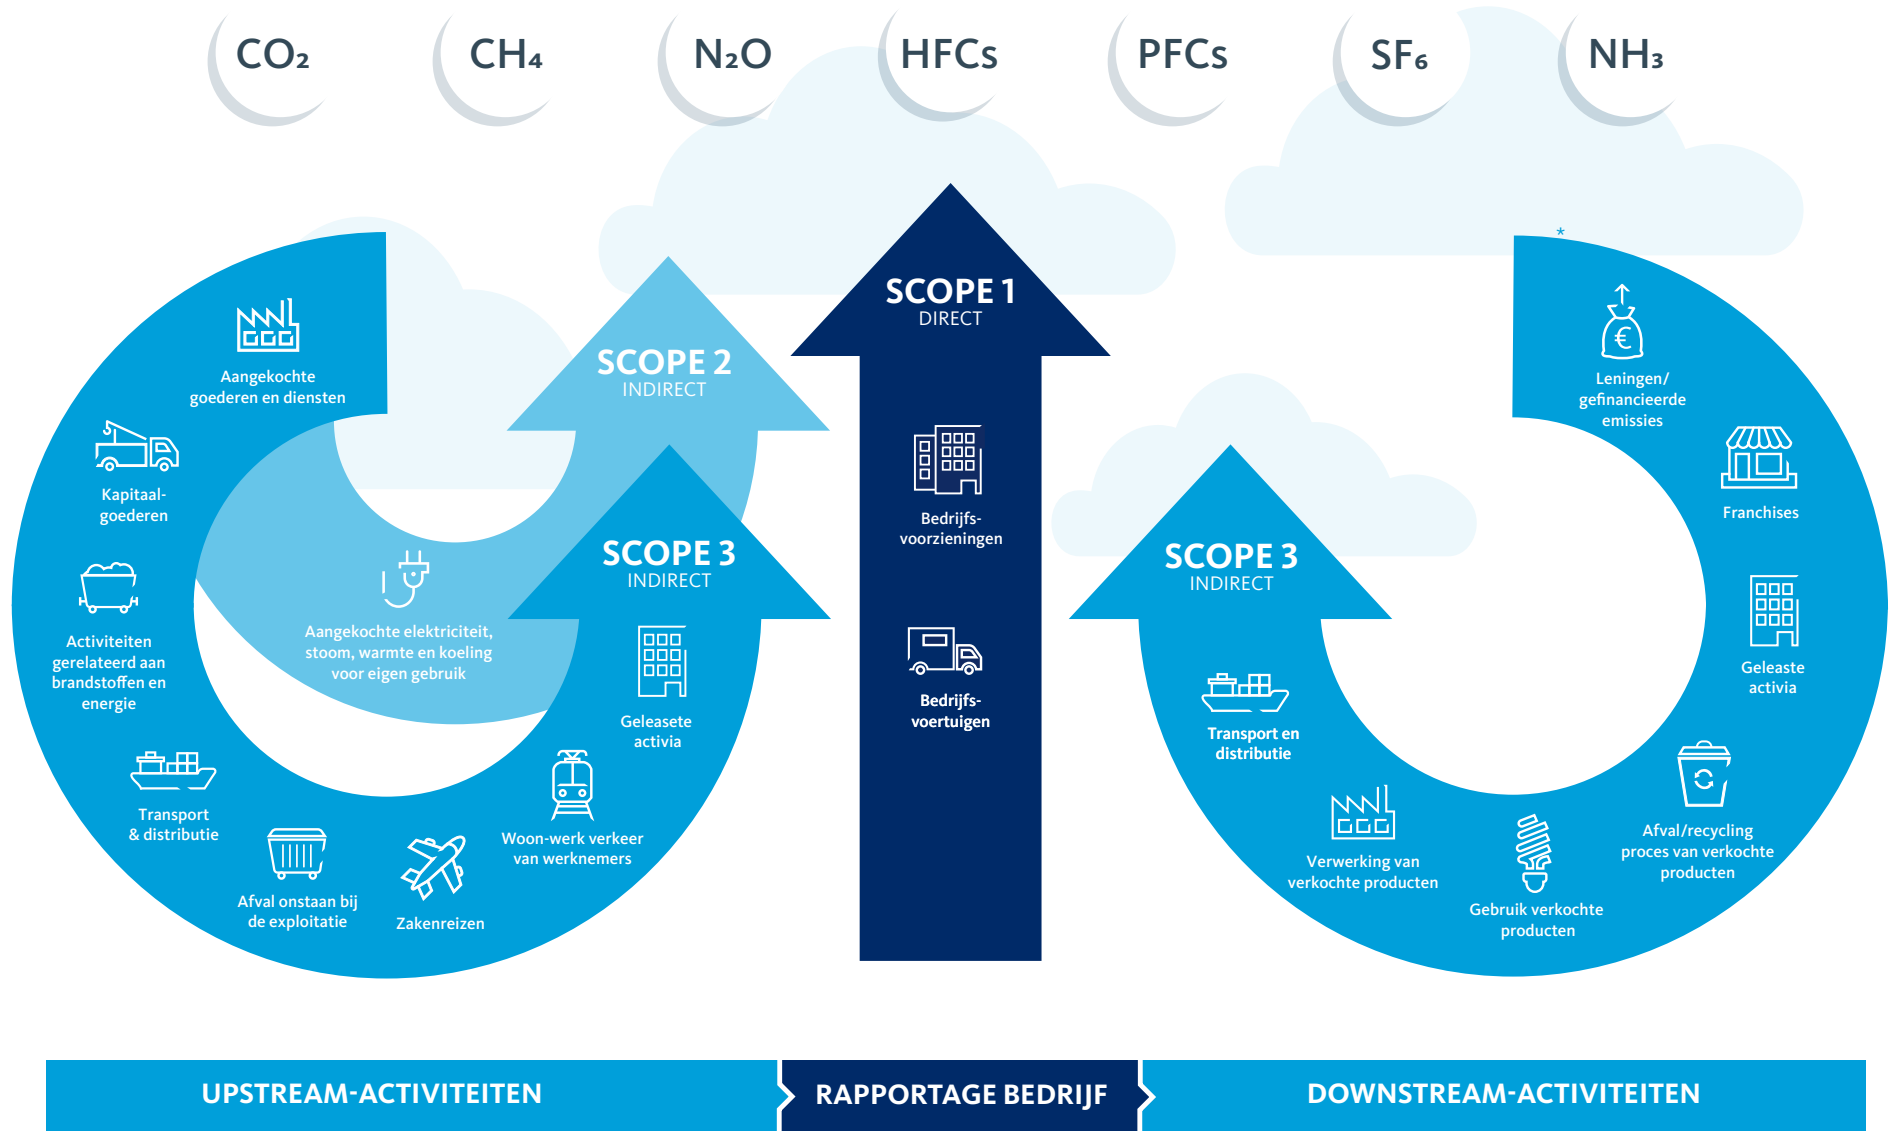 CO₂
CH₄
N₂O
HFCs
PFCs
SF₆
NH₃
Aangekochte
goederen en diensten
Kapitaal-
goederen
Activiteiten
gerelateerd aan
brandstoffen en
energie
Transport
& distributie
Afval onstaan bij
de exploitatie
Zakenreizen
Woon-werk verkeer
van werknemers
Geleasete
activia
SCOPE 3
INDIRECT
SCOPE 2
INDIRECT
Aangekochte elektriciteit,
stoom, warmte en koeling
voor eigen gebruik
SCOPE 1
DIRECT
Bedrijfs-
voorzieningen
Bedrijfs-
voertuigen
SCOPE 3
INDIRECT
Transport en
distributie
Verwerking van
verkochte producten
Gebruik verkochte
producten
Afval/recycling
proces van verkochte
producten
Geleaste
activia
Franchises
*
€
Leningen/
gefinancieerde
emissies
UPSTREAM-ACTIVITEITEN
RAPPORTAGE BEDRIJF
DOWNSTREAM-ACTIVITEITEN